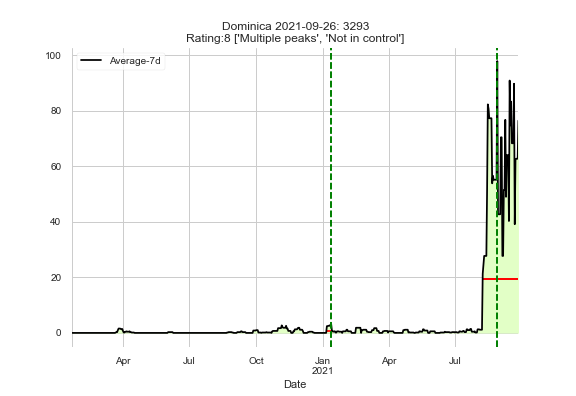 Dominica 2021-09-26: 3293
Rating:8 ['Multiple peaks', 'Not in control']
100
Average-7d
80
60
40
20
0
Apr Jul Oct Jan Apr Jul
2021
Date